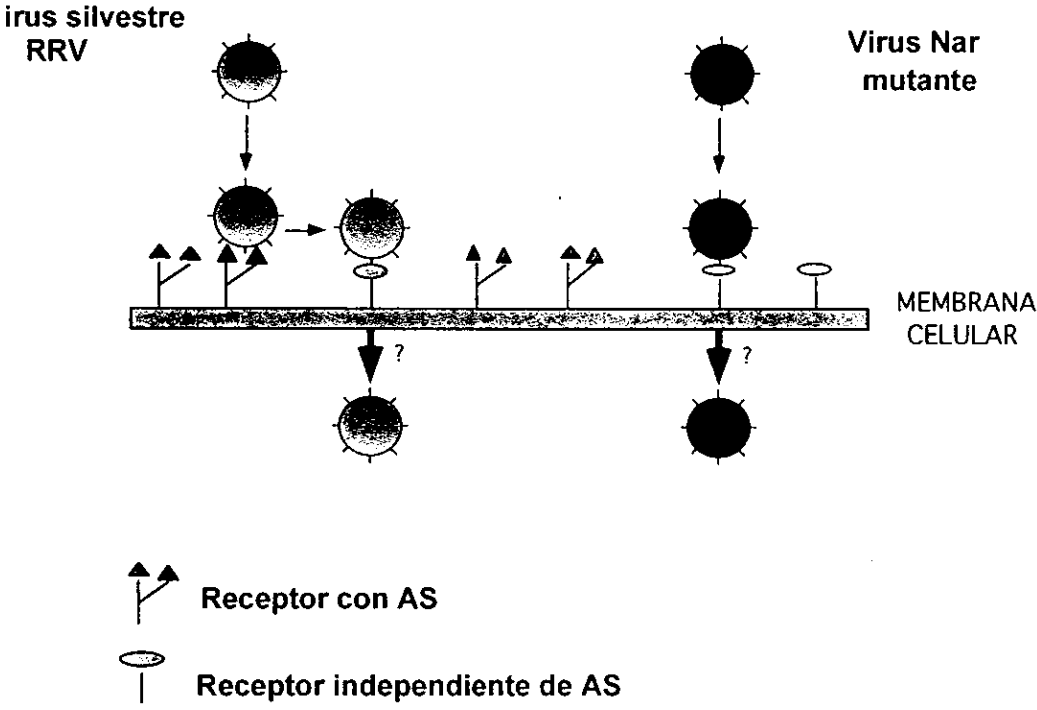 irus silvestre
RRV
Virus Nar
mutante
MEMBRANA
CELULAR
?
?
Receptor con AS
Receptor independiente de AS